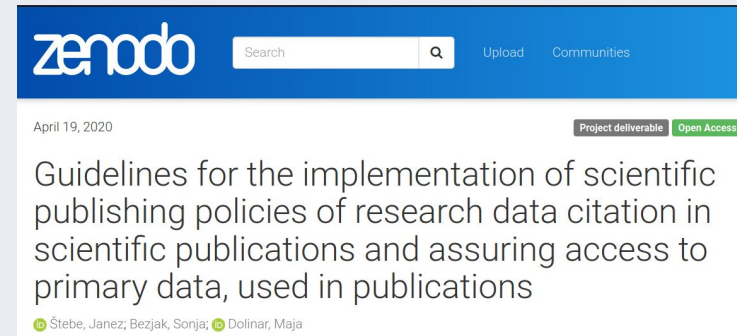 zenodo
Search
Upload
Communities
April 19, 2020
Project deliverable
Open Access
Guidelines for the implementation of scientific
publishing policies of research data citation in
scientific publications and assuring access to
primary data, used in publications
iD Štebe, Janez; Bezjak, Sonja; iD Dolinar, Maja